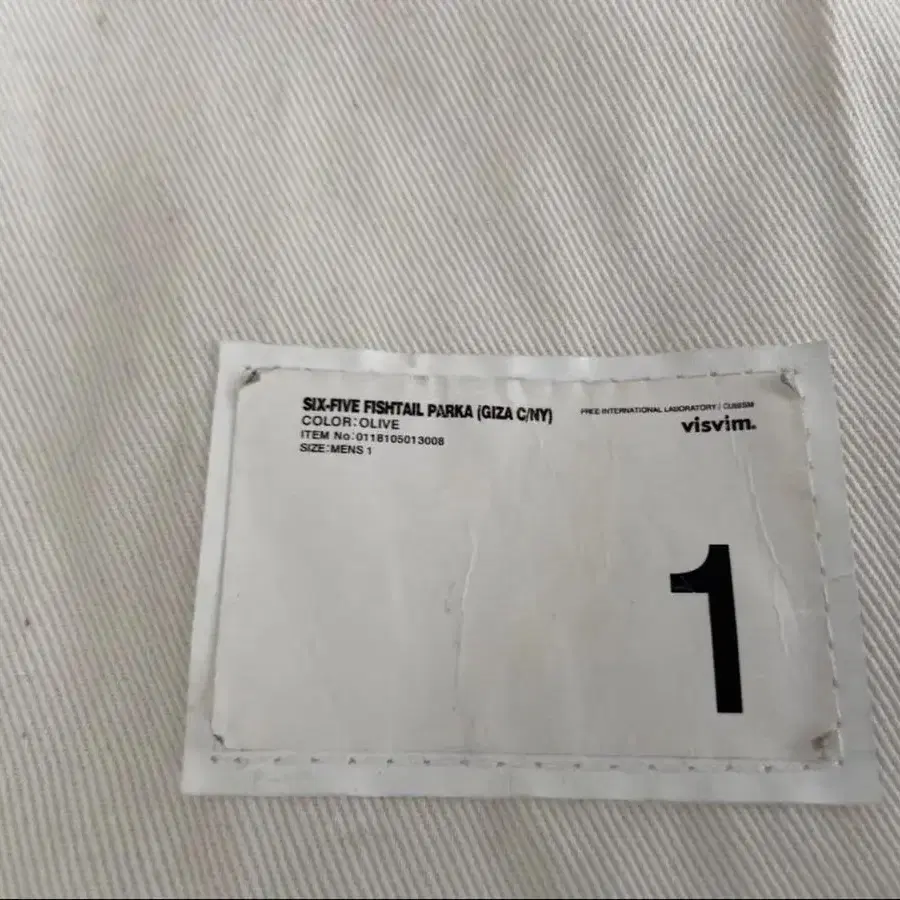 SIX-FIVE FISHTAIL PARKA (GIZA C/NY)
COLOR:OLIVE
ITEM No:0118105013008
SIZE:MENS 1
FREE INTERNATIONAL LABORATORY / CUBISM
visvim.
1